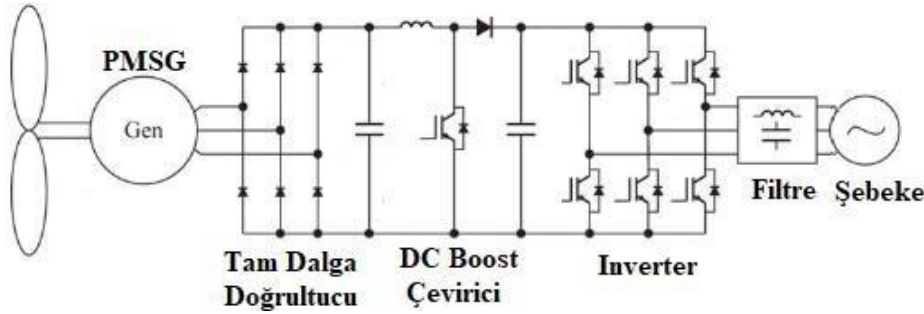 PMSG
Gen
Tam Dalga
Doğrultucu
DC Boost
Çevirici
Inverter
Filtre
Şebeke